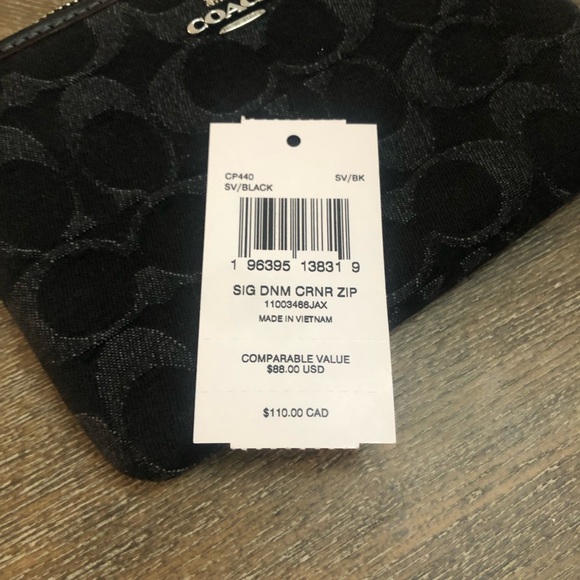 COACH
CP440 SV/BK
SV/BLACK
1 96395 13831 9
SIG DNM CRNR ZIP
11003486JAX
MADE IN VIETNAM
COMPARABLE VALUE
$88.00 USD
$110.00 CAD